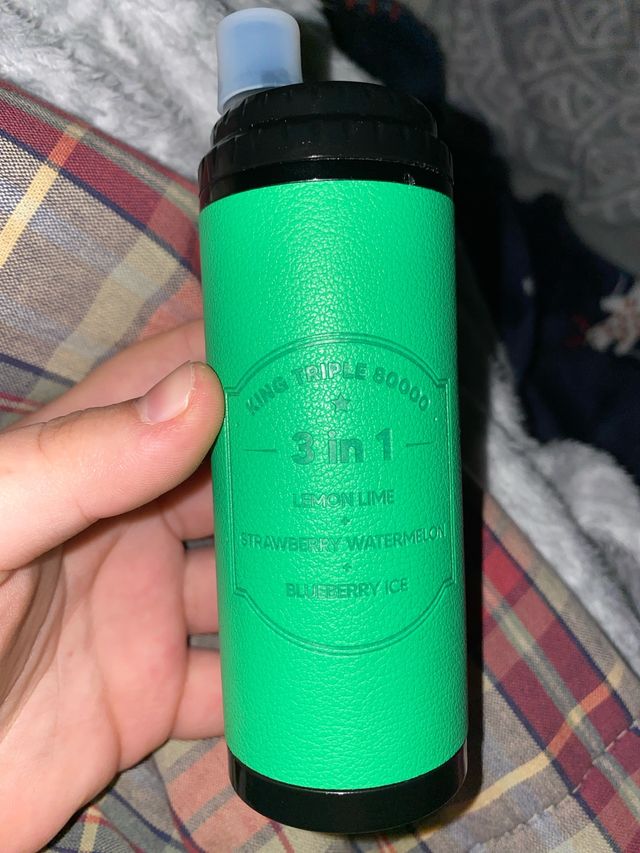 KING TRIPLE 60000
3 in 1
LEMON LIME
+
STRAWBERRY WATERMELON
+
BLUEBERRY ICE